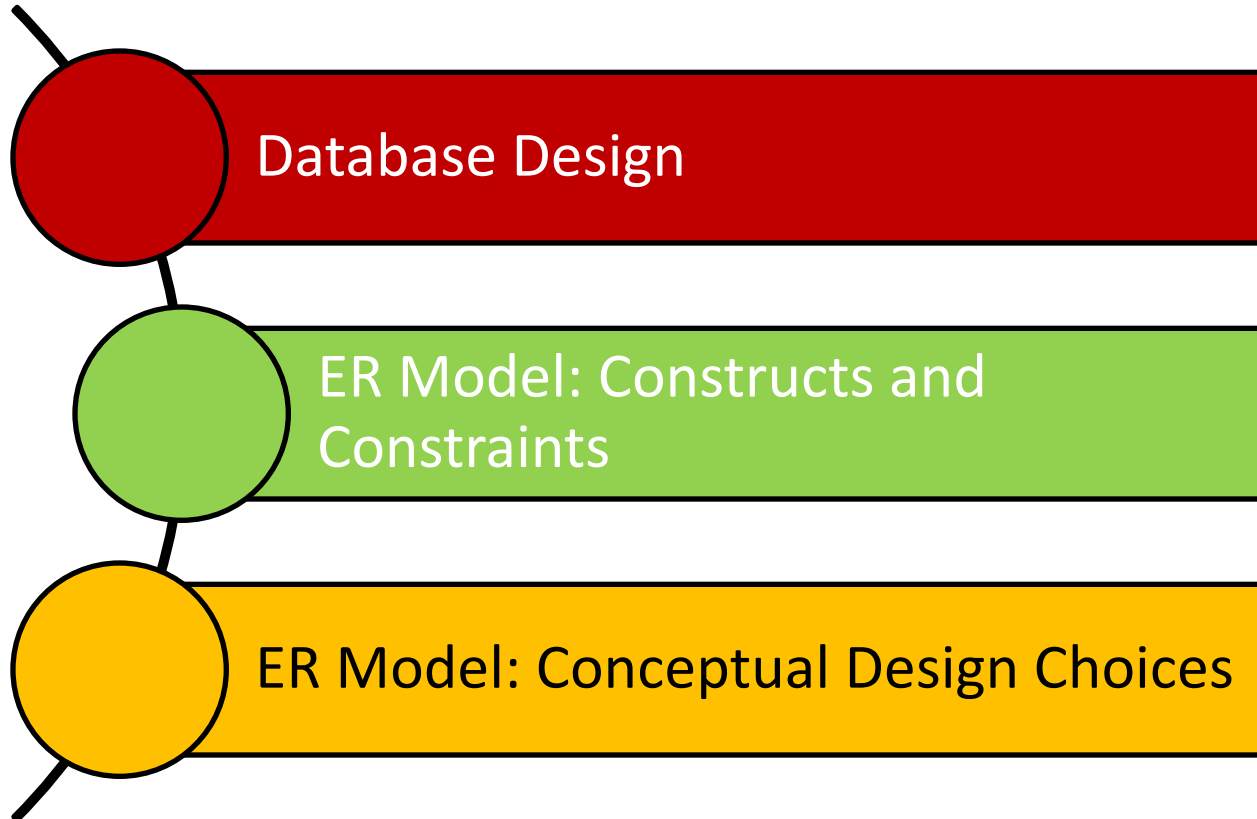 Database Design
ER Model: Constructs and
Constraints
ER Model: Conceptual Design Choices